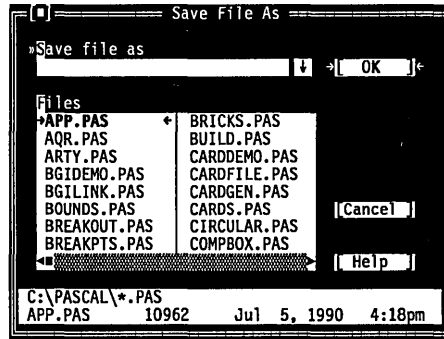 Save File As
»Save file as
↓ →[ OK ]←
Files
→APP.PAS← BRICKS.PAS
AQR.PAS BUILD.PAS
ARTY.PAS CARDDEMO.PAS
BGIDEMO.PAS CARDFILE.PAS
BGILINK.PAS CARDGEN.PAS
BOUNDS.PAS CARDS.PAS [Cancel ]
BREAKOUT.PAS CIRCULAR.PAS
BREAKPTS.PAS COMPBOX.PAS
[ Help ]
C:\PASCAL\*.PAS
APP.PAS 10962 Jul 5, 1990 4:18pm